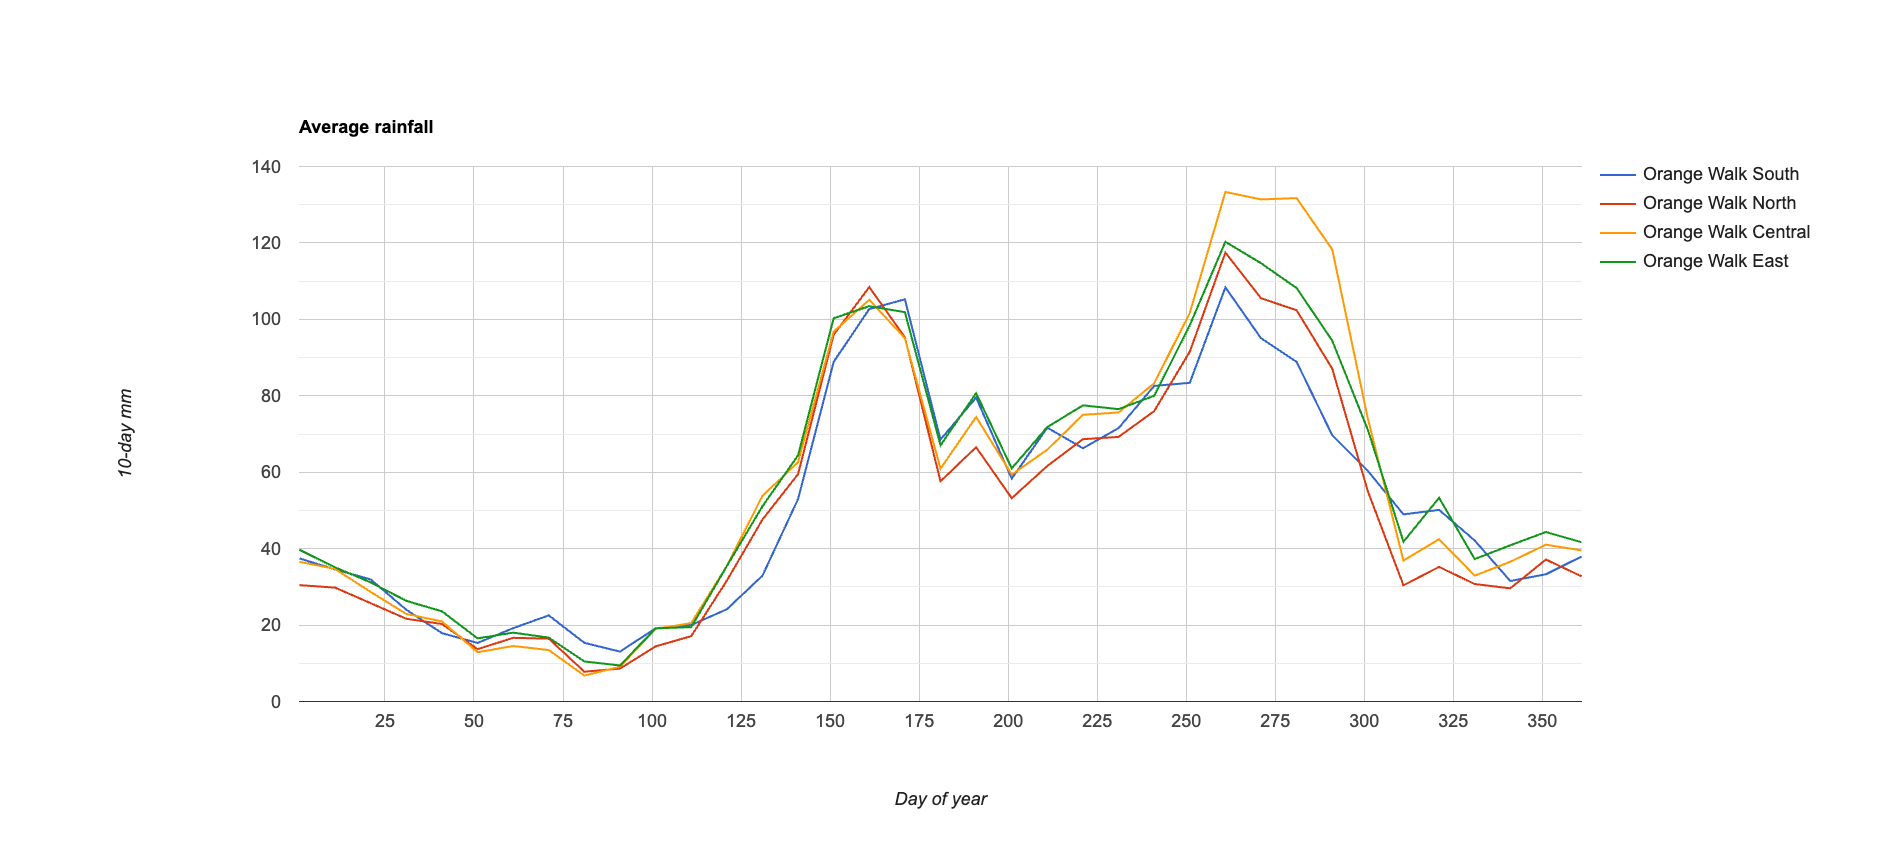 Average rainfall
140
120
100
80
60
40
20
0
10-day mm
25 50 75 100 125 150 175 200 225 250 275 300 325 350
Day of year
Orange Walk South
Orange Walk North
Orange Walk Central
Orange Walk East